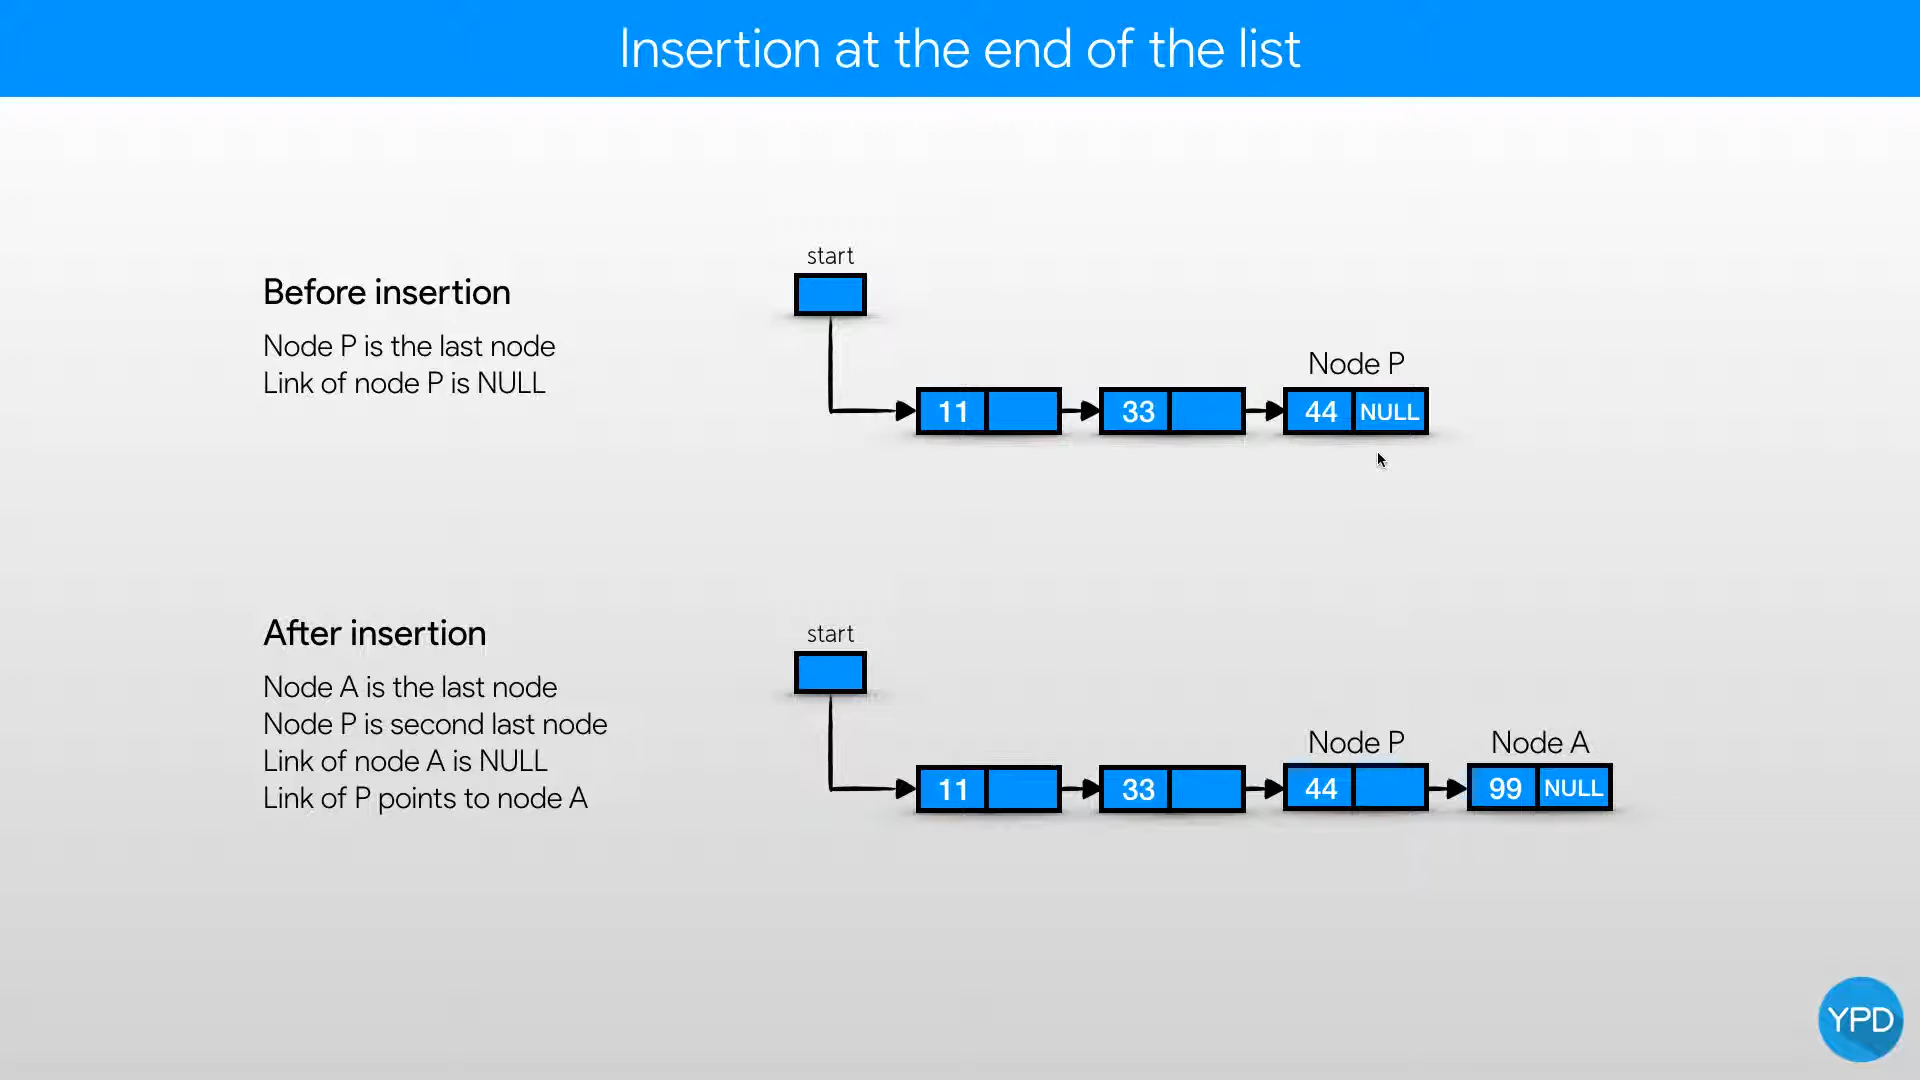 Insertion at the end of the list
Before insertion
Node P is the last node
Link of node P is NULL
start
Node P
11 33 44 NULL
After insertion
Node A is the last node
Node P is second last node
Link of node A is NULL
Link of P points to node A
start
Node P Node A
11 33 44 99 NULL
YPD